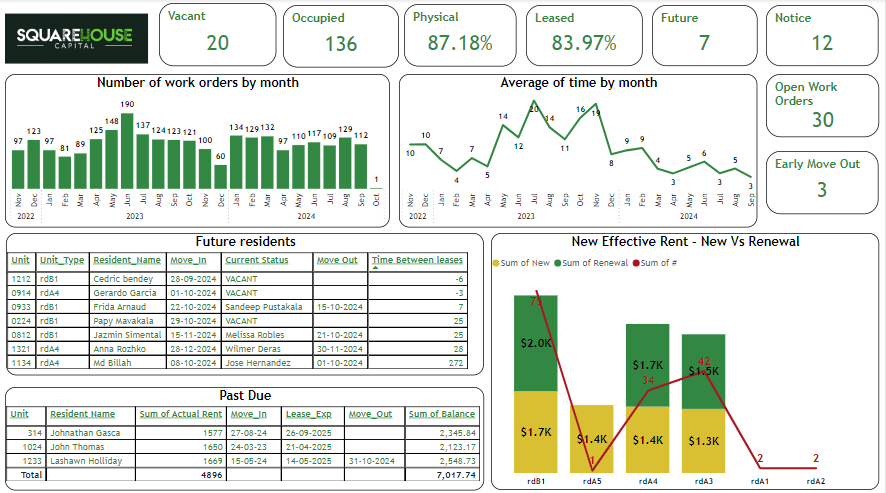 SQUAREHOUSE
CAPITAL
Vacant
20
Occupied
136
Physical
87.18%
Leased
83.97%
Future
7
Notice
12
Number of work orders by month
97 123 97 81 89 125 148 190 137 124 123 121 100 60 134 129 132 97 110 117 109 129 112 1
Nov Dec Jan Feb Mar Apr May Jun Jul Aug Sep Oct Nov Dec Jan Feb Mar Apr May Jun Jul Aug Sep Oct
2022 2023 2024
Average of time by month
10 10 7 4 7 5 14 12 20 14 11 16 19 8 9 9 4 3 5 6 3 5 3
Nov Dec Jan Feb Mar Apr May Jun Jul Aug Sep Oct Nov Dec Jan Feb Mar Apr May Jun Jul Aug Sep
2022 2023 2024
Open Work
Orders
30
Early Move Out
3
Future residents
Unit Unit_Type Resident_Name Move_In Current Status Move Out Time Between leases
1212 rdB1 Cedric bendey 28-09-2024 VACANT -6
0914 rdA4 Gerardo Garcia 01-10-2024 VACANT -3
0933 rdB1 Frida Arnaud 22-10-2024 Sandeep Pustakala 15-10-2024 7
0224 rdB1 Papy Mavakala 29-10-2024 VACANT 25
0812 rdB1 Jazmin Simental 15-11-2024 Melissa Robles 21-10-2024 25
1321 rdA4 Anna Rozhko 28-12-2024 Wilmer Deras 30-11-2024 28
1134 rdA4 Md Billah 08-10-2024 Jose Hernandez 01-10-2024 272
Past Due
Unit Resident Name Sum of Actual Rent Move_In Lease_Exp Move_Out Sum of Balance
314 Johnathan Gasca 1577 27-08-24 26-09-2025 2,345.84
1024 John Thomas 1650 24-03-23 21-04-2025 2,123.17
1233 Lashawn Holliday 1669 15-05-24 14-05-2025 31-10-2024 2,548.73
Total 4896 7,017.74
New Effective Rent - New Vs Renewal
Sum of New Sum of Renewal Sum of #
$2.0K $1.7K $1.5K
$1.7K $1.4K $1.4K $1.3K
1 34 42 2 2
rdB1 rdA5 rdA4 rdA3 rdA1 rdA2